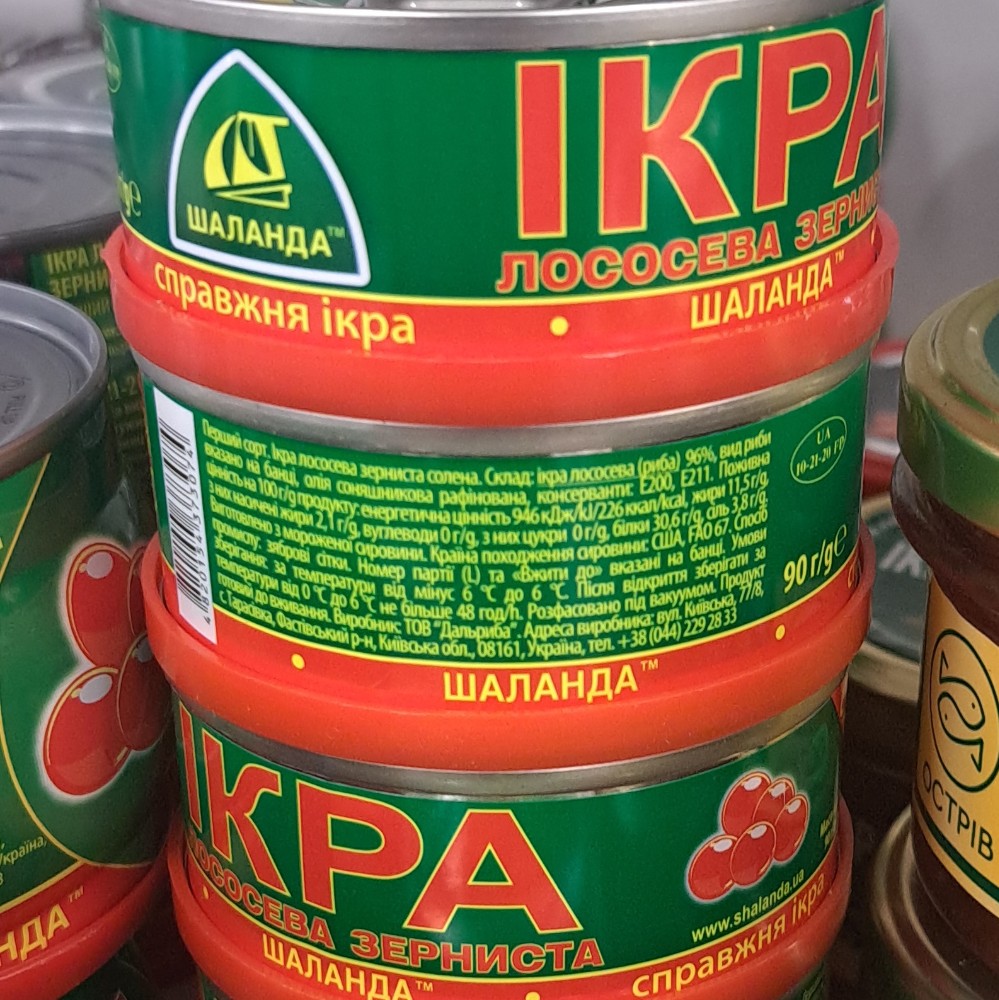 ІКРА
ЛОСОСЕВА ЗЕРНИС
ШАЛАНДА™
справжня ікра • ШАЛАНДА™
ІКРА Л
ЗЕРНИ
Перший сорт. Ікра лососева зерниста солена. Склад: ікра лососева (риба) 96%, вид риби
вказано на банці, олія соняшникова рафінована, консерванти: Е200, Е211. Поживна
цінність на 100 г/g продукту: енергетична цінність 946 кДж/kJ/226 ккал/kcal, жири 11,5 г/g,
з них насичені жири 2,1 г/g, вуглеводи 0 г/g, з них цукри 0 г/g, білки 30,6 г/g, сіль 3,8 г/g.
Виготовлено з мороженої сировини. Країна походження сировини: США, FAO 67. Спосіб
промислу: зяброві сітки. Номер партії (L) та «Вжити до» вказані на банці. Умови
зберігання: за температури від мінус 6 °C до 6 °C. Після відкриття зберігати за
температури від 0 °C до 6 °C не більше 48 год/h. Розфасовано під вакуумом. Продукт
готовий до вживання. Виробник: ТОВ "Дальриба". Адреса виробника: вул. Київська, 77/8,
с. Тарасівка, Фастівський р-н, Київська обл., 08161, Україна, тел. +38 (044) 229 28 33
4820154393074
UA
10-21-20 FP
90 г/g e
ШАЛАНДА™
ІКРА
ЛОСОСЕВА ЗЕРНИСТА
www.shalanda.ua
ШАЛАНДА™ • справжня ікра
Україна,
НДА™
ОСТРІВ